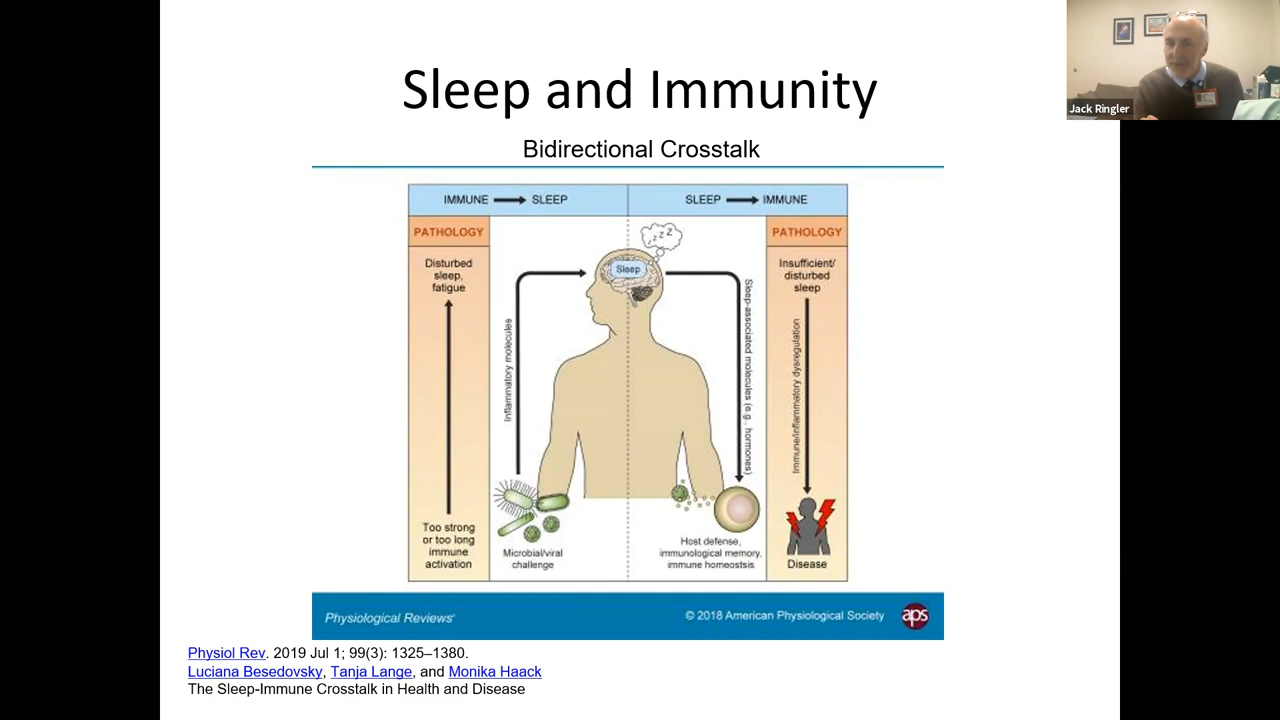 Jack Ringler
Sleep and Immunity
Bidirectional Crosstalk
IMMUNE SLEEP
SLEEP IMMUNE
PATHOLOGY
PATHOLOGY
Disturbed
sleep,
fatigue
Too strong
or too long
immune
activation
Inflammatory molecules
Microbial/viral
challenge
z z z z
Sleep
Sleep-associated molecules (e.g., hormones)
Host defense,
immunological memory,
immune homeostsis
Insufficient/
disturbed
sleep
Immune/inflammatory dysregulation
Disease
Physiological Reviews
© 2018 American Physiological Society
aps
Physiol Rev. 2019 Jul 1; 99(3): 1325–1380.
Luciana Besedovsky, Tanja Lange, and Monika Haack
The Sleep-Immune Crosstalk in Health and Disease